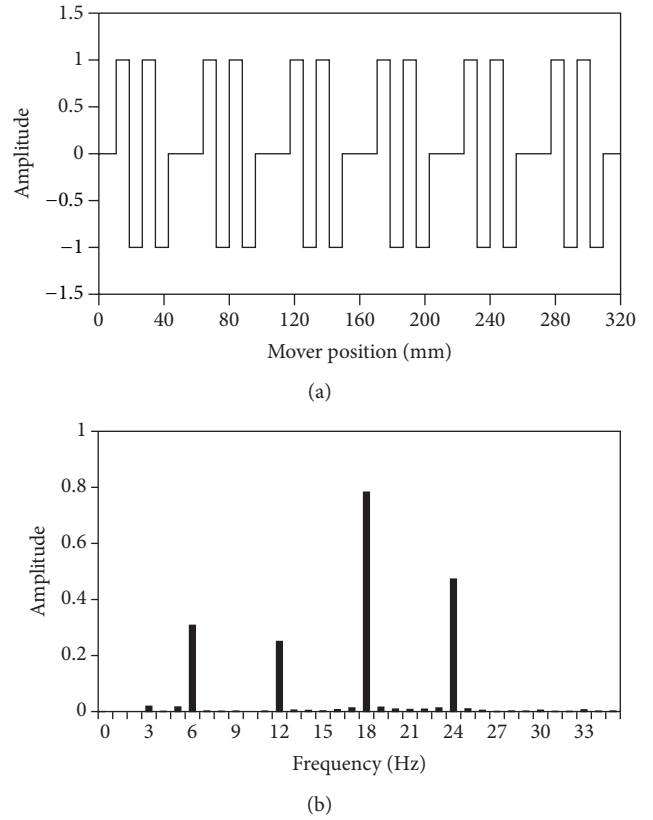 1.5
1
0.5
0
−0.5
−1
−1.5
Amplitude
0 40 80 120 160 200 240 280 320
Mover position (mm)
(a)
1
0.8
0.6
0.4
0.2
0
Amplitude
0 3 6 9 12 15 18 21 24 27 30 33
Frequency (Hz)
(b)